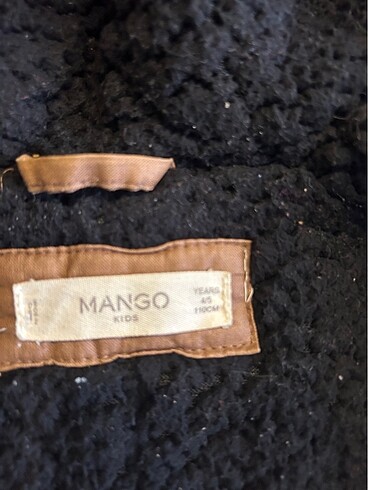 MANGO
KIDS
YEARS
4/5
110CM